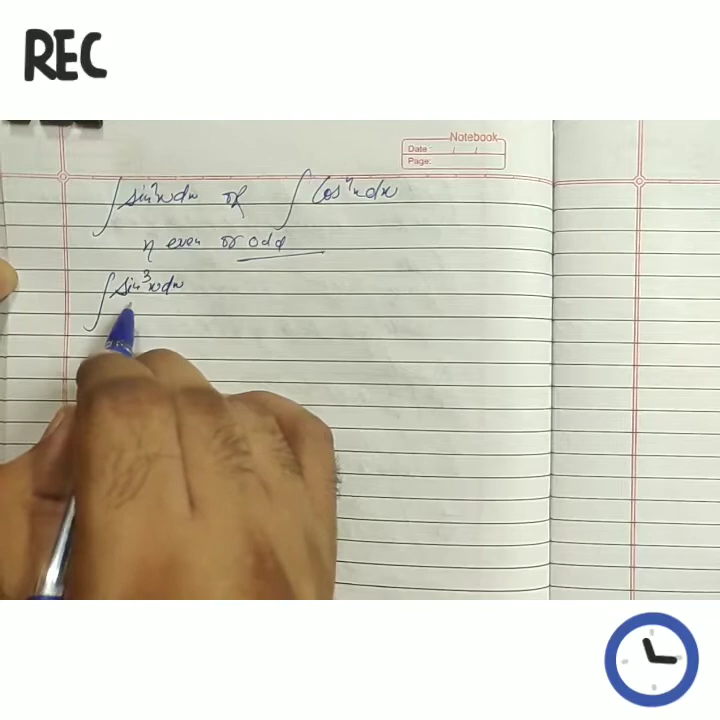 REC
Notebook
Date : / /
Page:
∫sinⁿx dx or ∫cosⁿx dx
n even or odd
∫sin³x dx